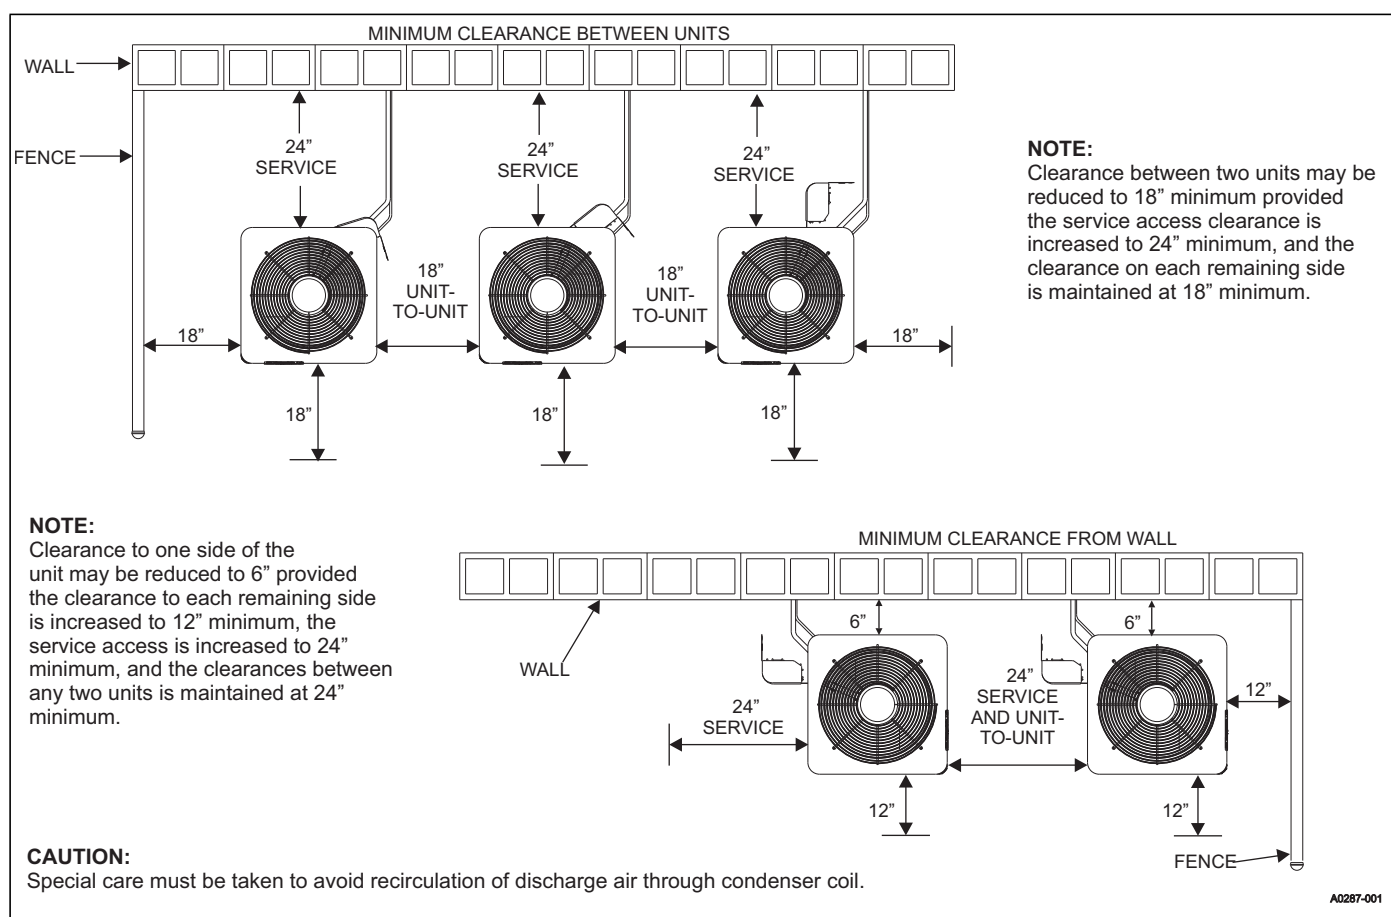 MINIMUM CLEARANCE BETWEEN UNITS
WALL
FENCE
24”
SERVICE
24”
SERVICE
24”
SERVICE
NOTE:
Clearance between two units may be
reduced to 18” minimum provided
the service access clearance is
increased to 24” minimum, and the
clearance on each remaining side
is maintained at 18” minimum.
18”
UNIT-
TO-UNIT
18”
UNIT-
TO-UNIT
18”
18”
18”
18”
18”
NOTE:
Clearance to one side of the
unit may be reduced to 6” provided
the clearance to each remaining side
is increased to 12” minimum, the
service access is increased to 24”
minimum, and the clearances between
any two units is maintained at 24”
minimum.
MINIMUM CLEARANCE FROM WALL
6”
6”
WALL
24”
SERVICE
24”
SERVICE
AND UNIT-
TO-UNIT
12”
12”
12”
FENCE
CAUTION:
Special care must be taken to avoid recirculation of discharge air through condenser coil.
A0287-001